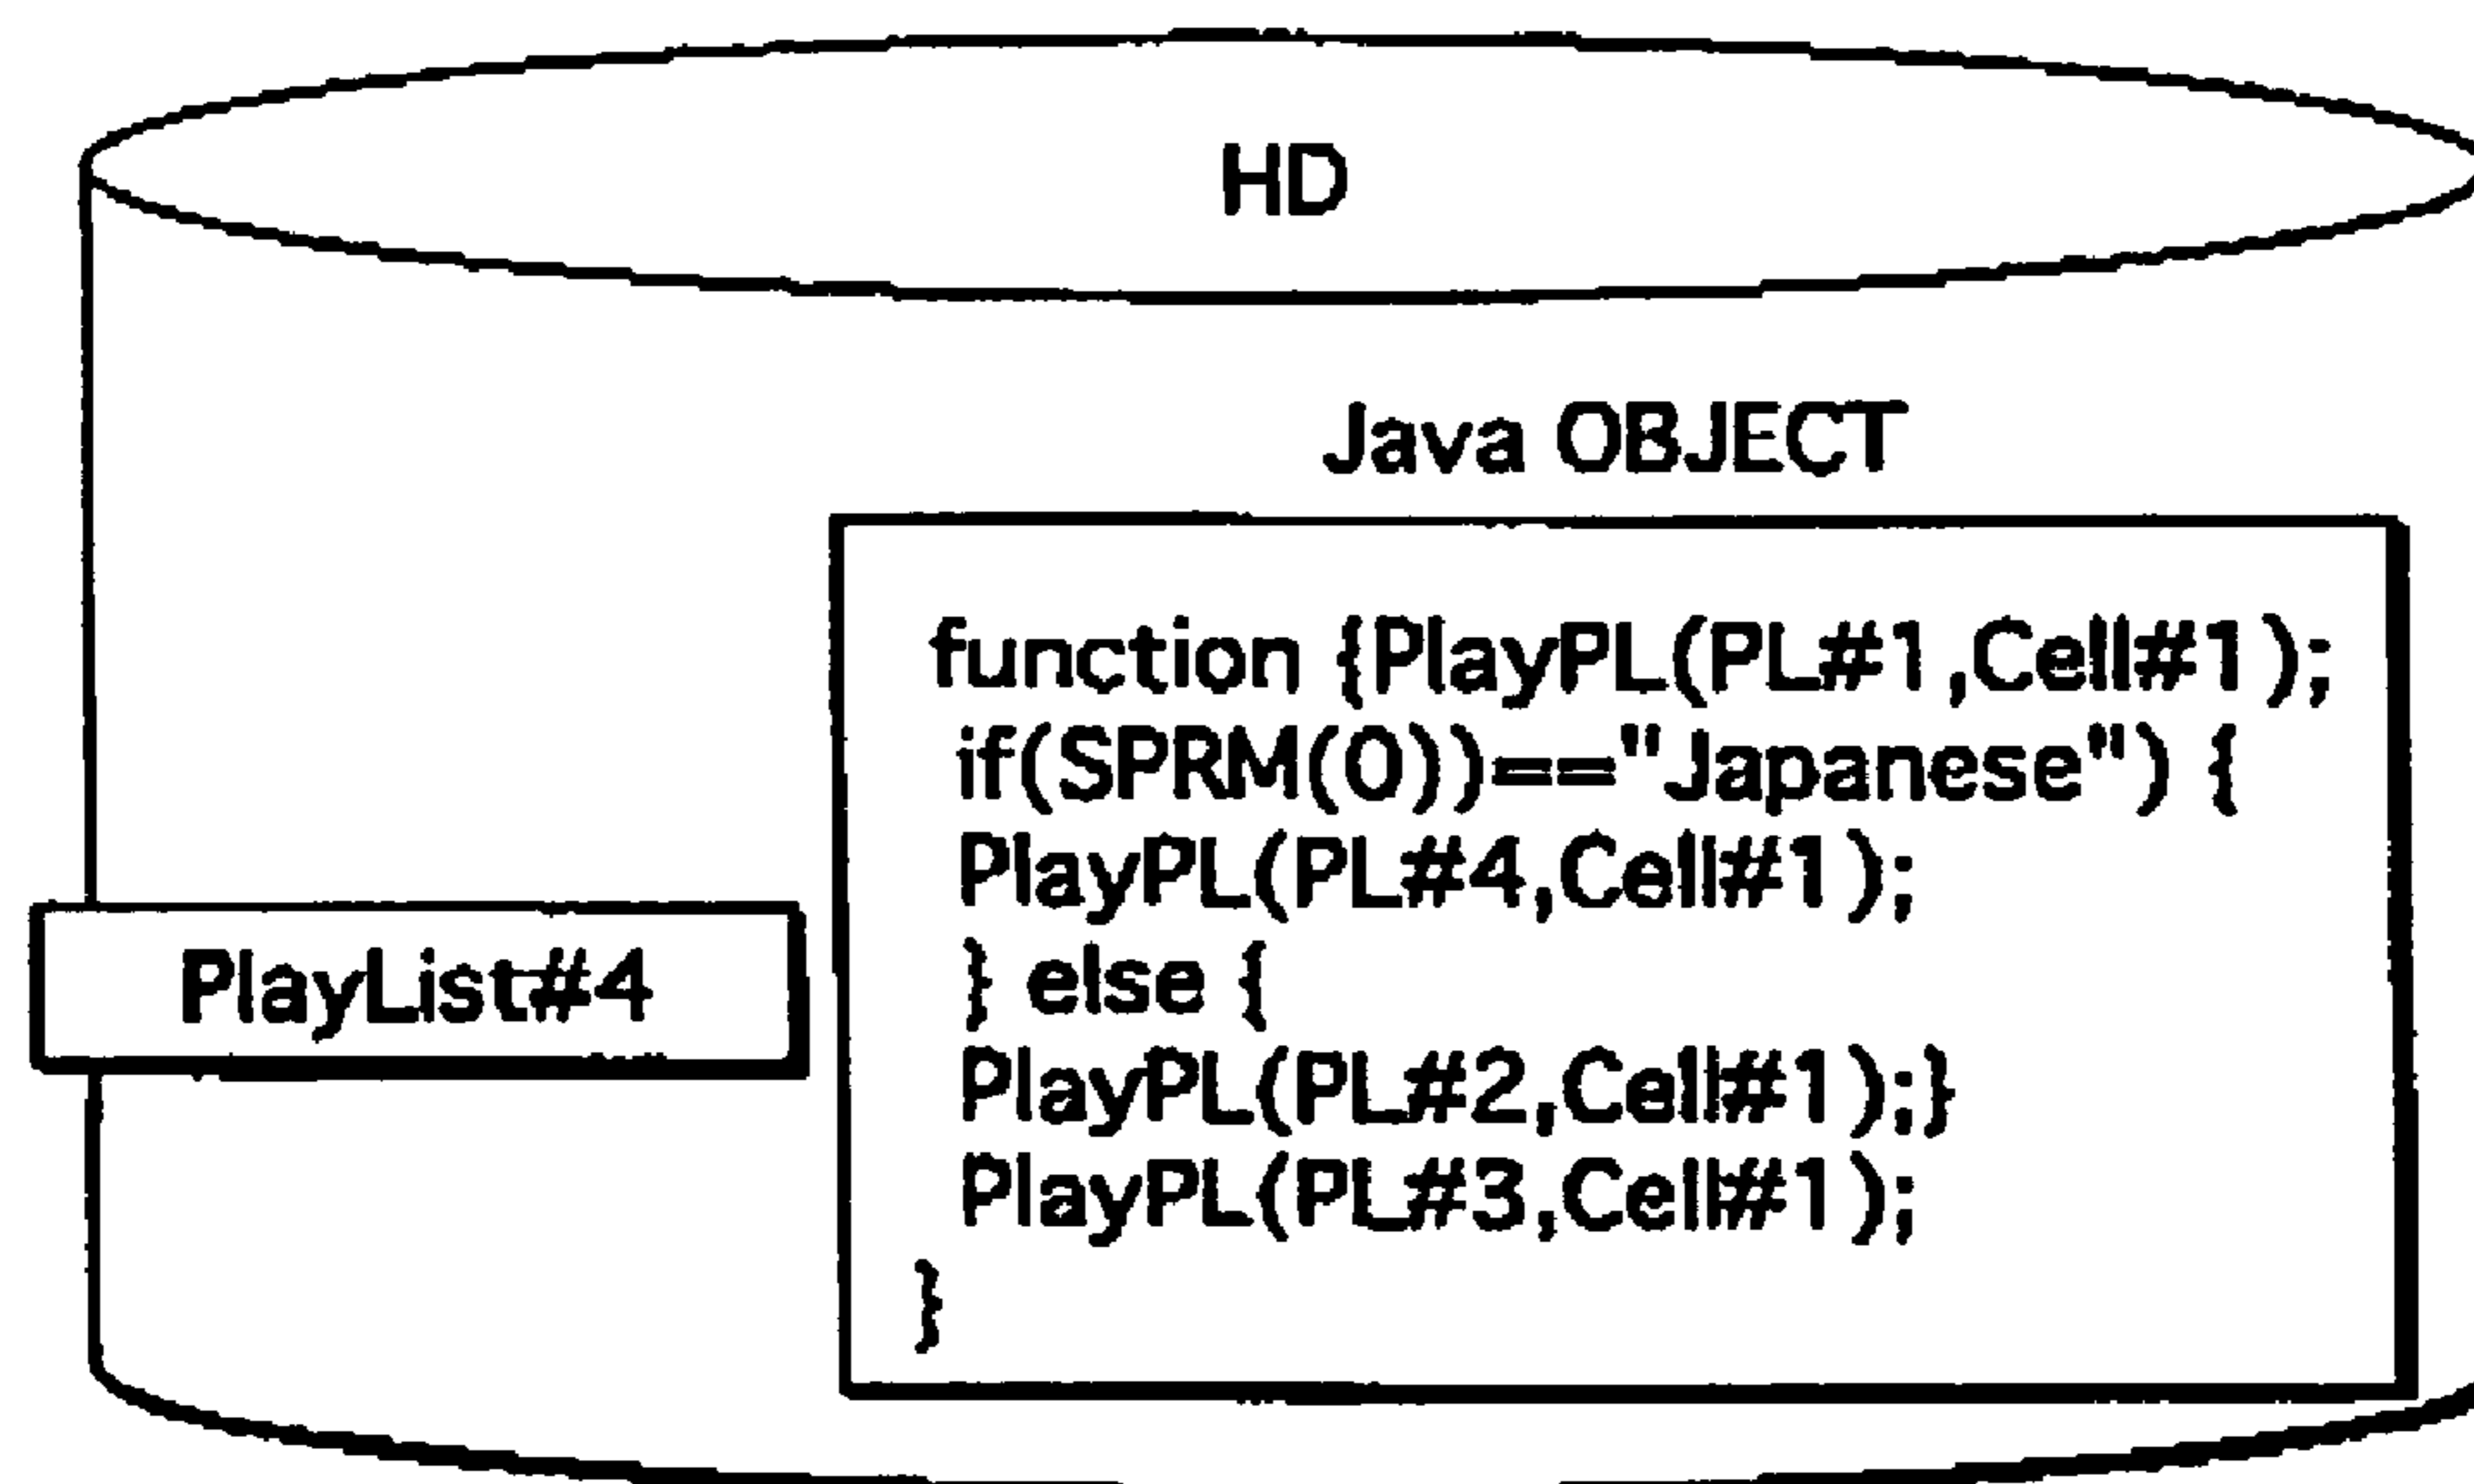 HD
Java OBJECT
function {PlayPL(PL#1,Cell#1);
if(SPRM(0))=="Japanese") {
PlayPL(PL#4,Cell#1);
} else {
PlayPL(PL#2,Cell#1);}
PlayPL(PL#3,Cell#1);
}
PlayList#4